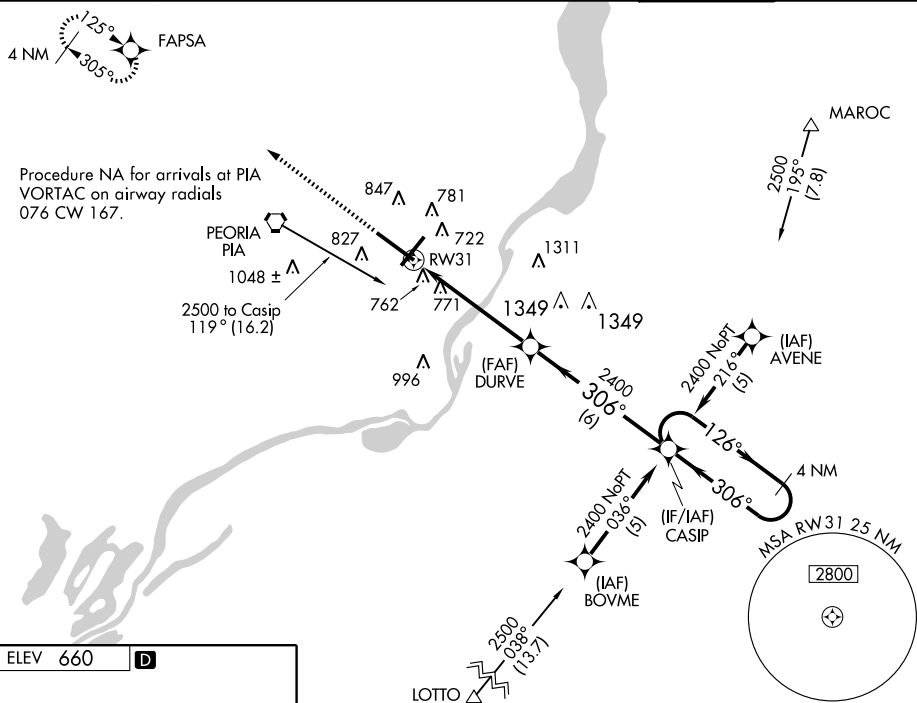 125°
305°
4 NM
FAPSA
MAROC
2500
195°
(7.8)
Procedure NA for arrivals at PIA
VORTAC on airway radials
076 CW 167.
PEORIA
PIA
847
781
722
827
RW31
1048 ±
762
771
1311
1349
1349
2500 to Casip
119° (16.2)
996
(FAF)
DURVE
2400
306°
(6)
2400 NoPT
216°
(5)
(IAF)
AVENE
126°
306°
4 NM
2400 NoPT
036°
(5)
(IF/IAF)
CASIP
(IAF)
BOVME
MSA RW31 25 NM
2800
2500
038°
(13.7)
LOTTO
ELEV 660
D